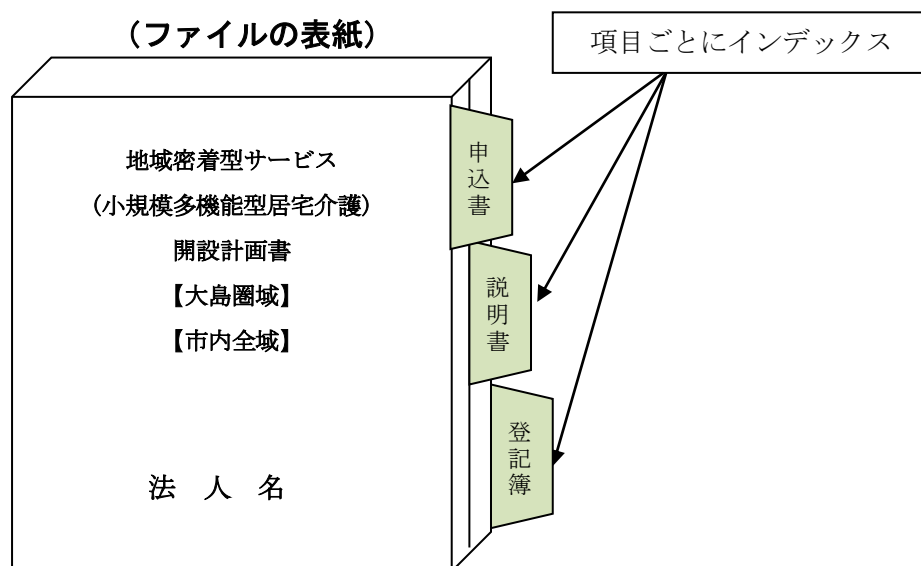 (ファイルの表紙)
項目ごとにインデックス
地域密着型サービス
(小規模多機能型居宅介護)
開設計画書
【大島圏域】
【市内全域】
法 人 名
申込書
説明書
登記簿